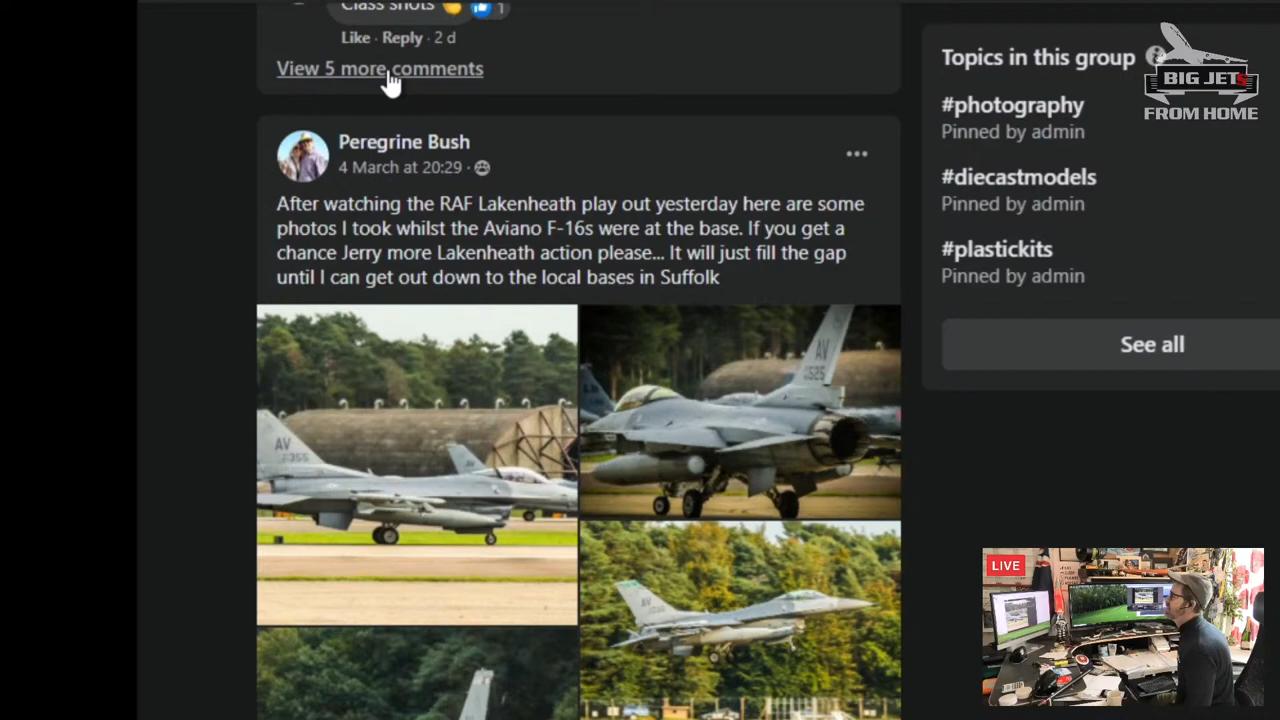 Class shots 1
Like · Reply · 2 d
View 5 more comments
Peregrine Bush
4 March at 20:29 ·
After watching the RAF Lakenheath play out yesterday here are some
photos I took whilst the Aviano F-16s were at the base. If you get a
chance Jerry more Lakenheath action please... It will just fill the gap
until I can get out down to the local bases in Suffolk
AV
355
AV
525
AV
Topics in this group
#photography
Pinned by admin
#diecastmodels
Pinned by admin
#plastickits
Pinned by admin
See all
BIG JETs
FROM HOME
LIVE